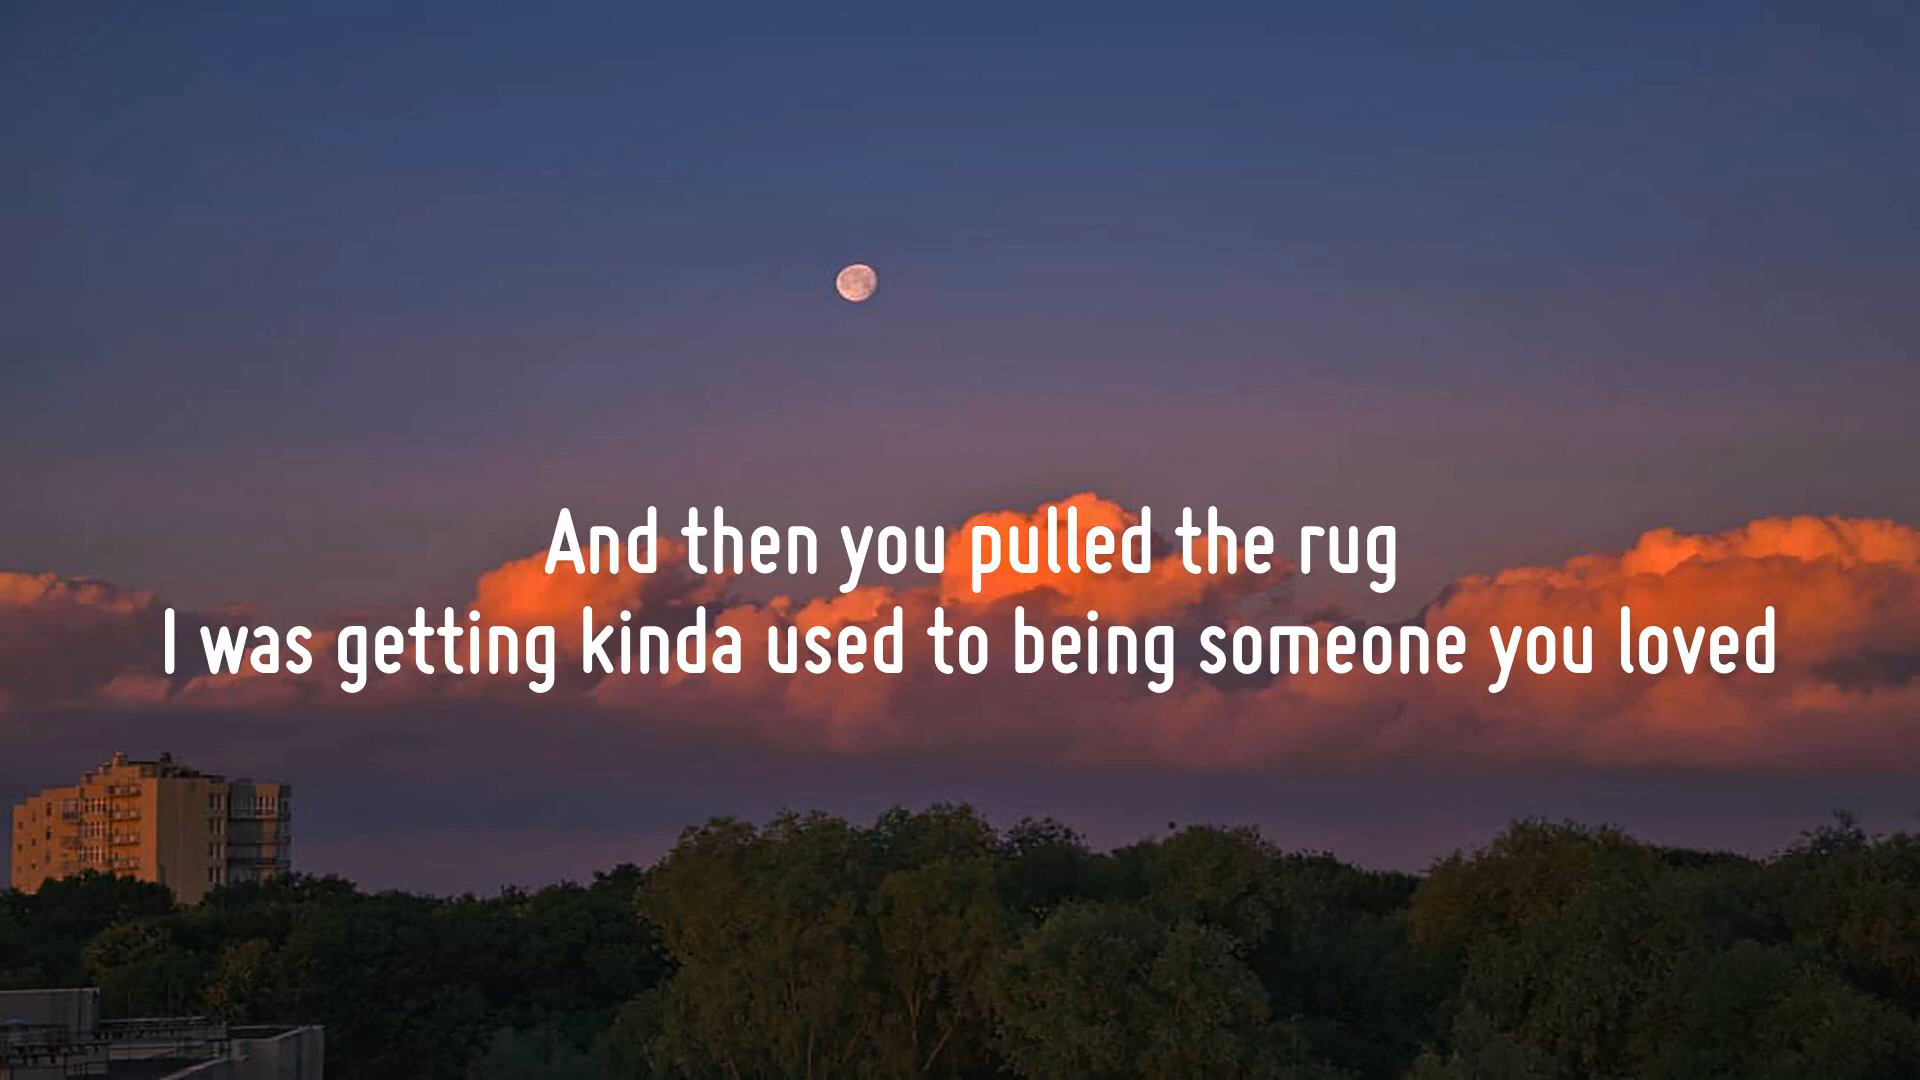 And then you pulled the rug
I was getting kinda used to being someone you loved